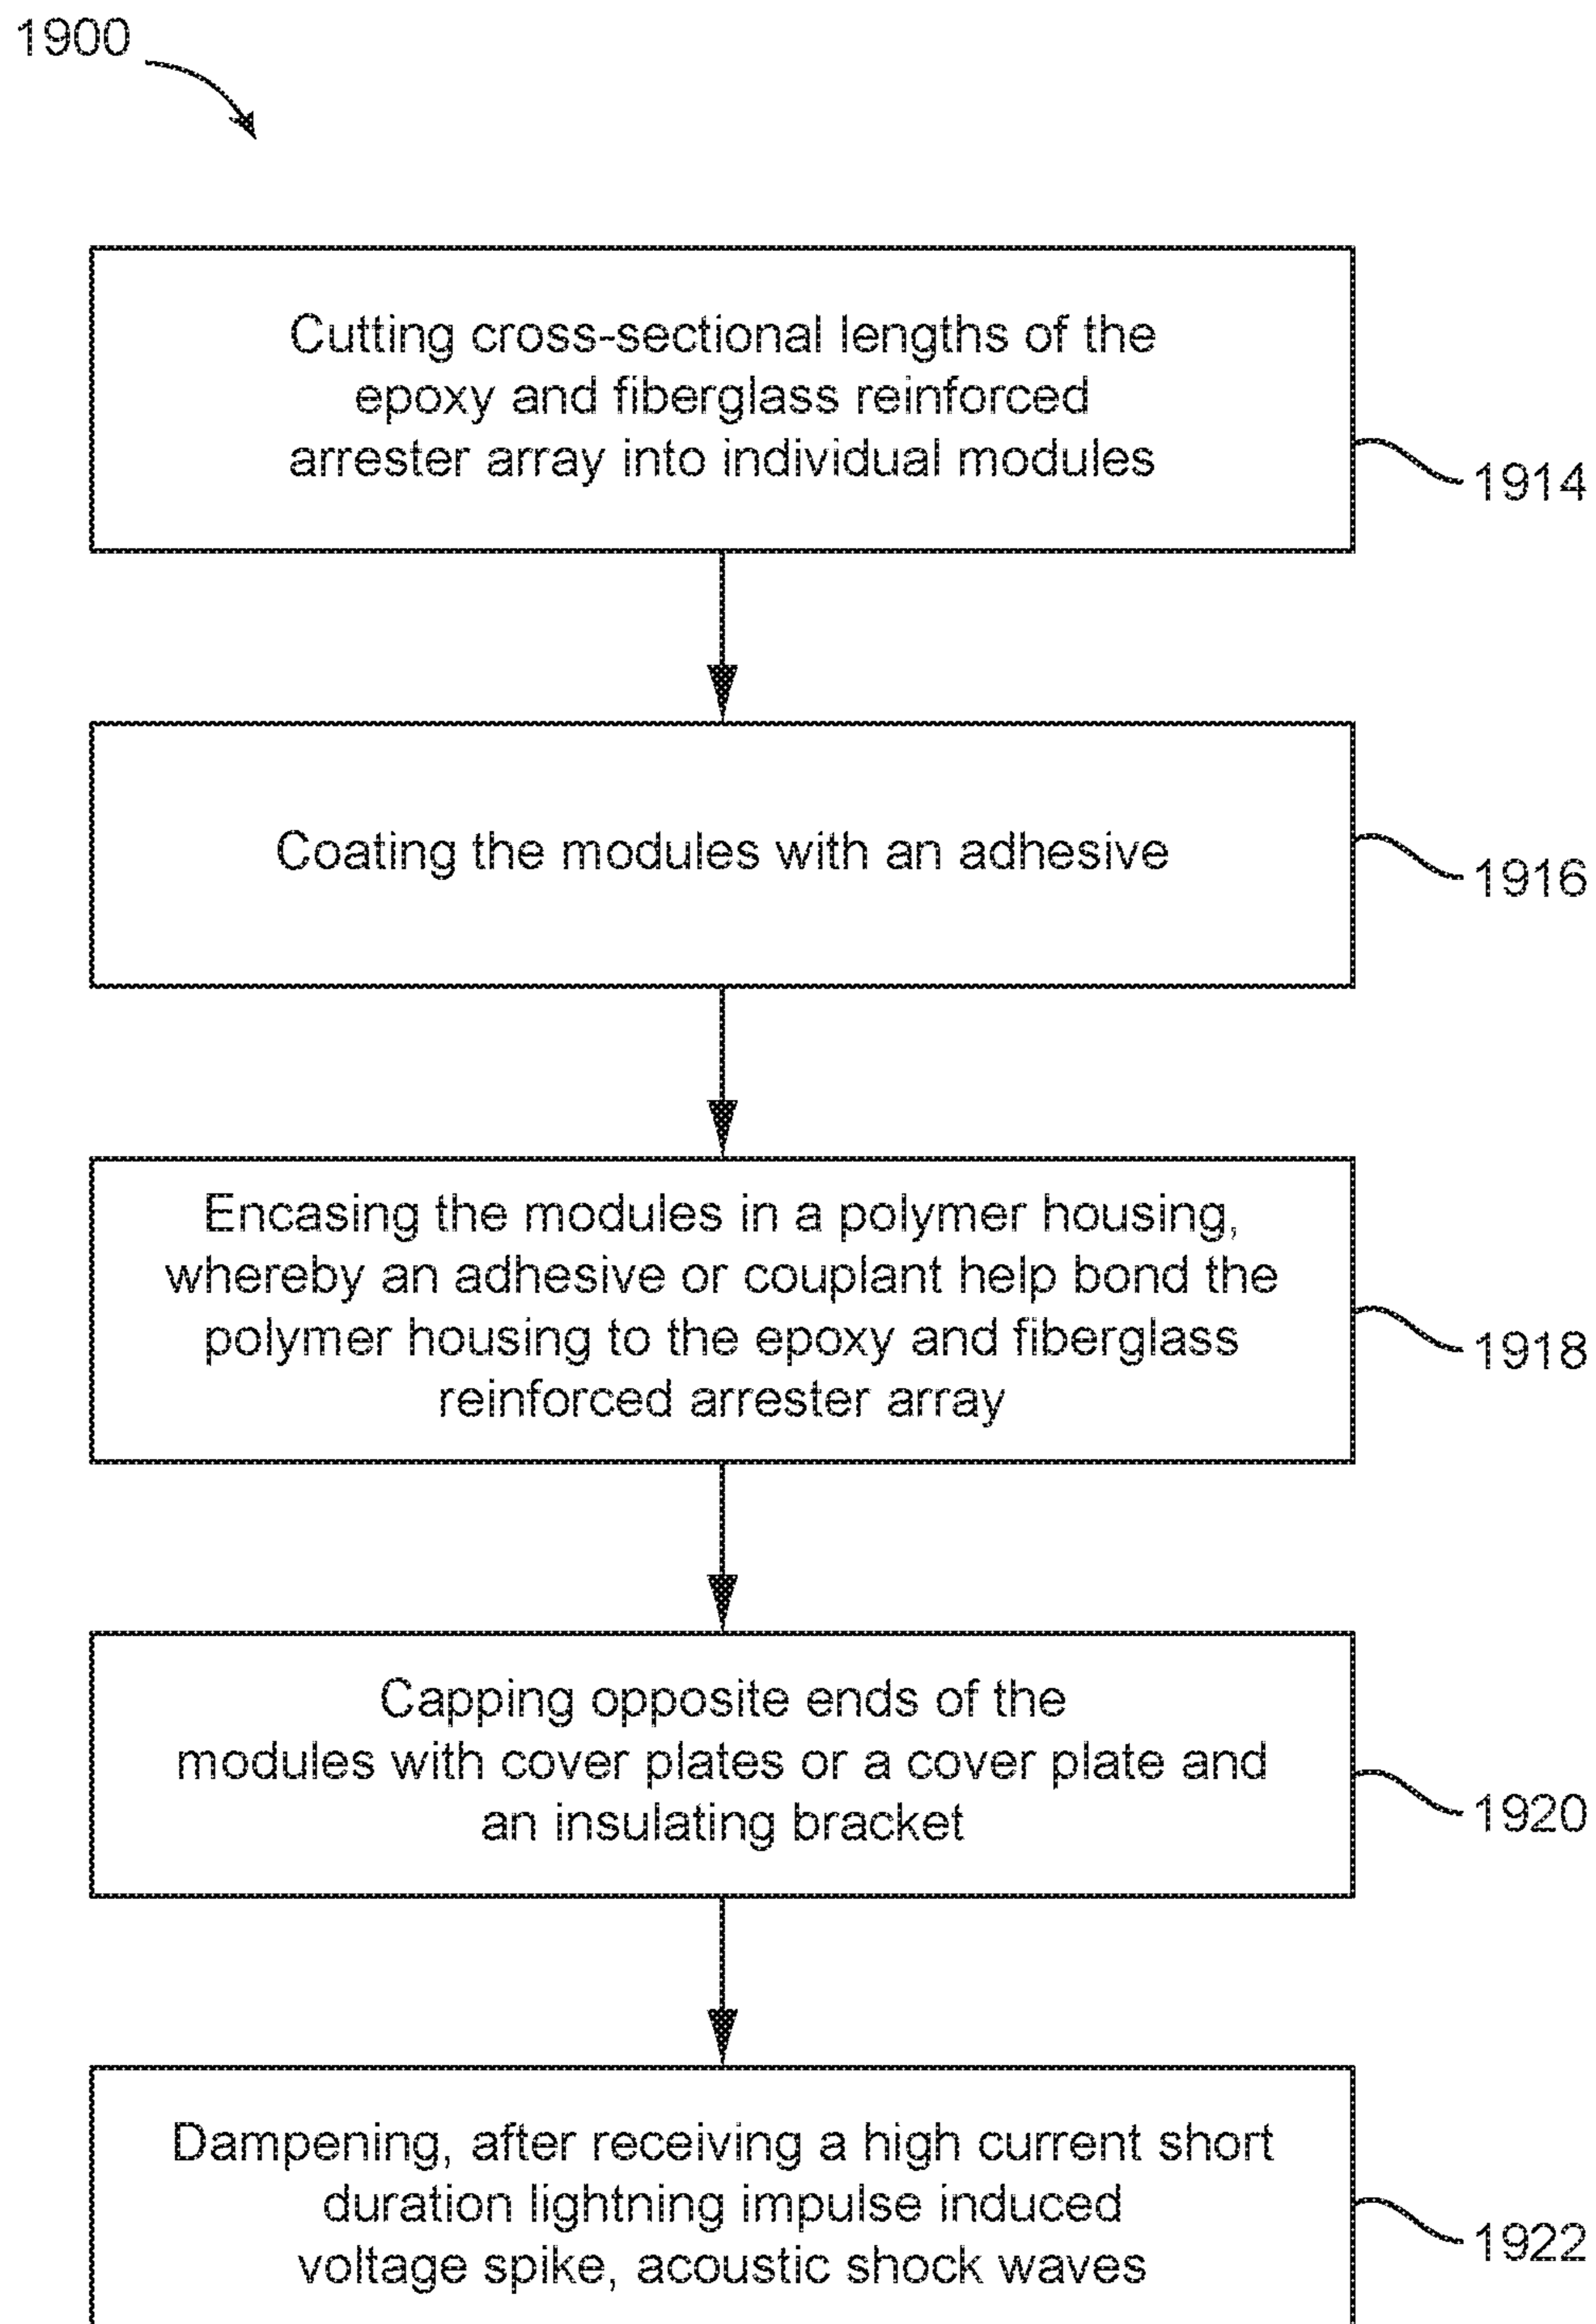 1900
Cutting cross-sectional lengths of the
epoxy and fiberglass reinforced
arrester array into individual modules
1914
Coating the modules with an adhesive
1916
Encasing the modules in a polymer housing,
whereby an adhesive or couplant help bond the
polymer housing to the epoxy and fiberglass
reinforced arrester array
1918
Capping opposite ends of the
modules with cover plates or a cover plate and
an insulating bracket
1920
Dampening, after receiving a high current short
duration lightning impulse induced
voltage spike, acoustic shock waves
1922